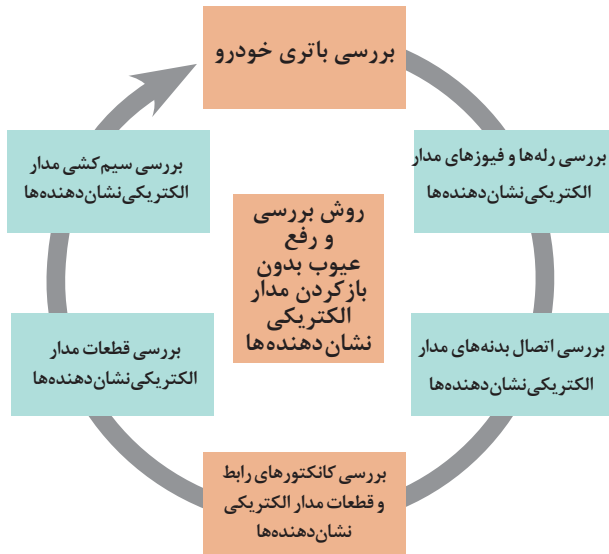 بررسی باتری خودرو
بررسی رله‌ها و فیوزهای مدار
الکتریکی نشان‌دهنده‌ها
بررسی اتصال بدنه‌های مدار
الکتریکی نشان‌دهنده‌ها
بررسی کانکتورهای رابط
و قطعات مدار الکتریکی
نشان‌دهنده‌ها
بررسی قطعات مدار
الکتریکی نشان‌دهنده‌ها
بررسی سیم‌کشی مدار
الکتریکی نشان‌دهنده‌ها
روش بررسی
و رفع
عیوب بدون
بازکردن مدار
الکتریکی
نشان‌دهنده‌ها